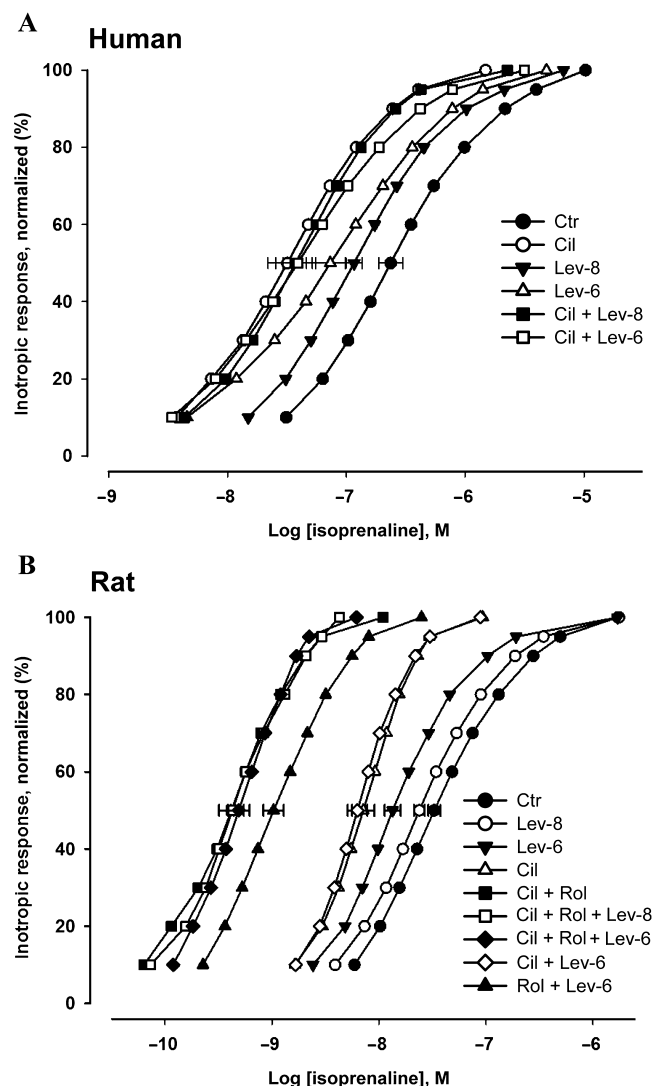 A
Human
100
80
60
40
20
0
Inotropic response, normalized (%)
Ctr
Cil
Lev-8
Lev-6
Cil + Lev-8
Cil + Lev-6
–9
–8
–7
–6
–5
Log [isoprenaline], M
B
Rat
100
80
60
40
20
0
Inotropic response, normalized (%)
Ctr
Lev-8
Lev-6
Cil
Cil + Rol
Cil + Rol + Lev-8
Cil + Rol + Lev-6
Cil + Lev-6
Rol + Lev-6
–10
–9
–8
–7
–6
Log [isoprenaline], M